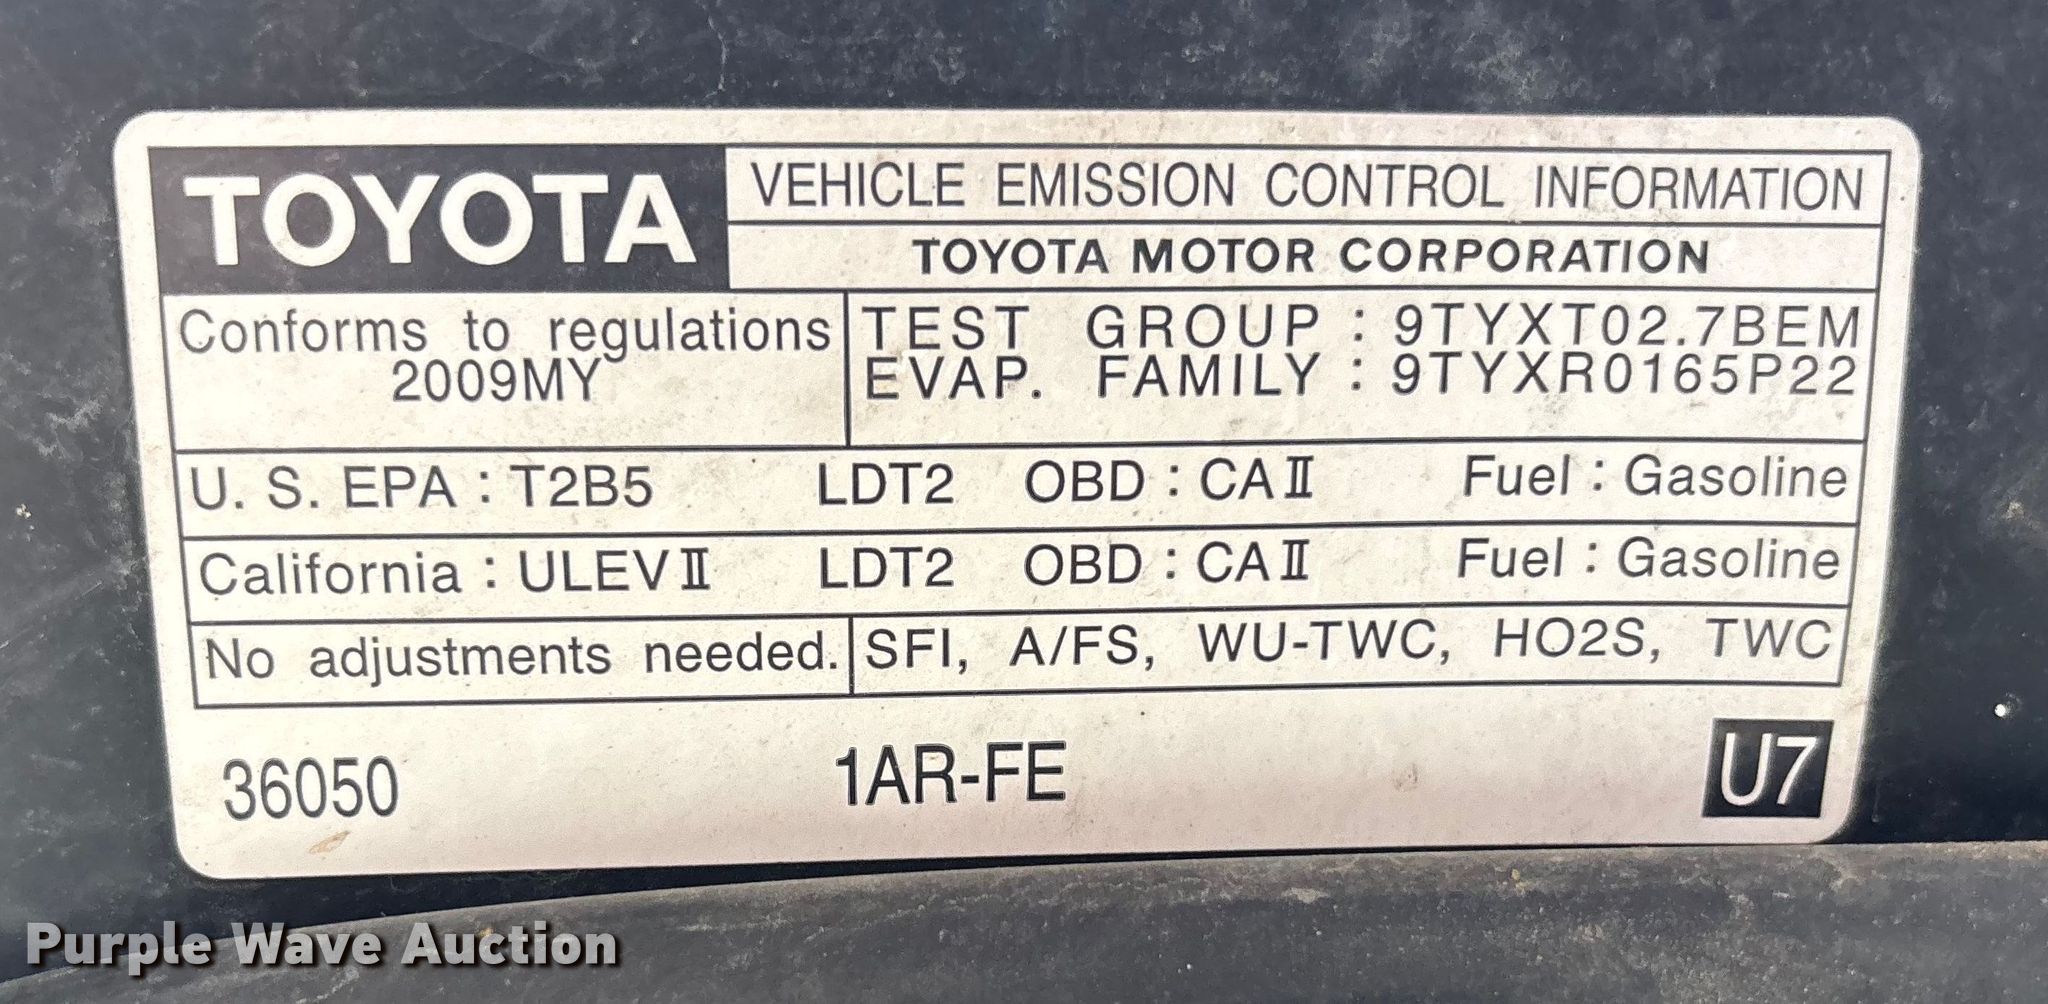 TOYOTA
VEHICLE EMISSION CONTROL INFORMATION
TOYOTA MOTOR CORPORATION
Conforms to regulations
2009MY
TEST GROUP : 9TYXT02.7BEM
EVAP. FAMILY : 9TYXR0165P22
U. S. EPA : T2B5 LDT2 OBD : CAⅡ Fuel : Gasoline
California : ULEVⅡ LDT2 OBD : CAⅡ Fuel : Gasoline
No adjustments needed. SFI, A/FS, WU-TWC, HO2S, TWC
36050 1AR-FE U7
Purple Wave Auction